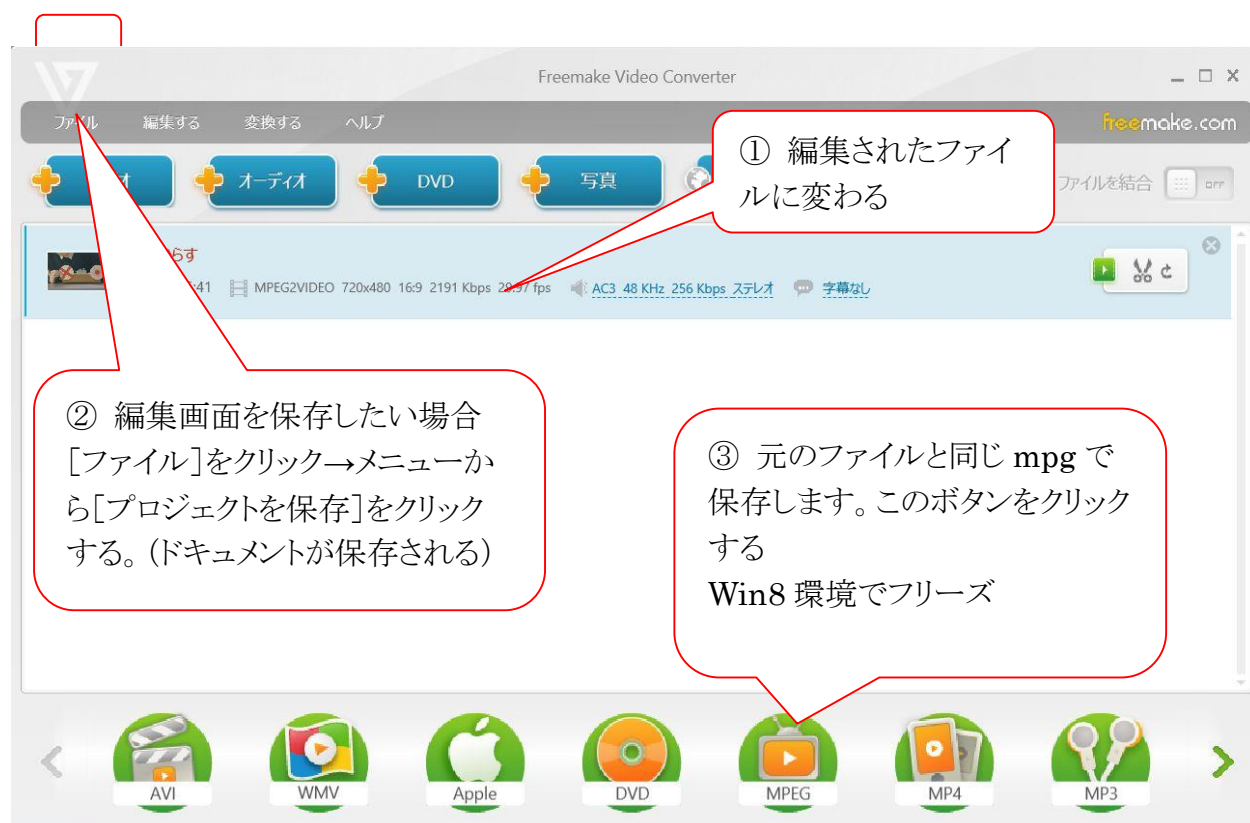 Freemake Video Converter
ファイル 編集する 変換する ヘルプ
freemake.com
オーディオ DVD 写真
ファイルを結合 OFF
① 編集されたファイ
ルに変わる
らす
:41 MPEG2VIDEO 720x480 16:9 2191 Kbps 29.97 fps AC3 48 KHz 256 Kbps ステレオ 字幕なし
② 編集画面を保存したい場合
[ファイル]をクリック→メニューか
ら[プロジェクトを保存]をクリック
する。(ドキュメントが保存される)
③ 元のファイルと同じ mpg で
保存します。このボタンをクリック
する
Win8 環境でフリーズ
AVI WMV Apple DVD MPEG MP4 MP3